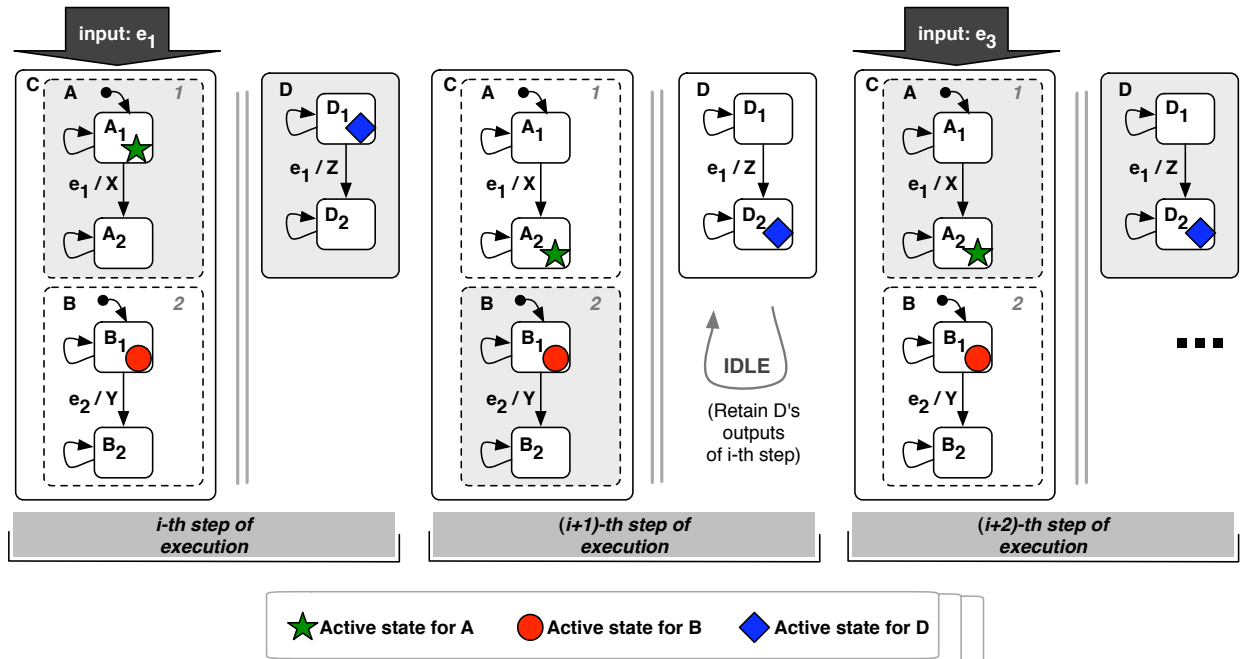 input: e1
C
A
1
A1
e1 / X
A2
B
2
B1
e2 / Y
B2
D
D1
e1 / Z
D2
i-th step of
execution
A
1
A1
e1 / X
A2
B
2
B1
e2 / Y
B2
D
D1
e1 / Z
D2
IDLE
(Retain D's
outputs
of i-th step)
(i+1)-th step of
execution
input: e3
C
A
1
A1
e1 / X
A2
B
2
B1
e2 / Y
B2
D
D1
e1 / Z
D2
...
(i+2)-th step of
execution
C
Active state for A
Active state for B
Active state for D